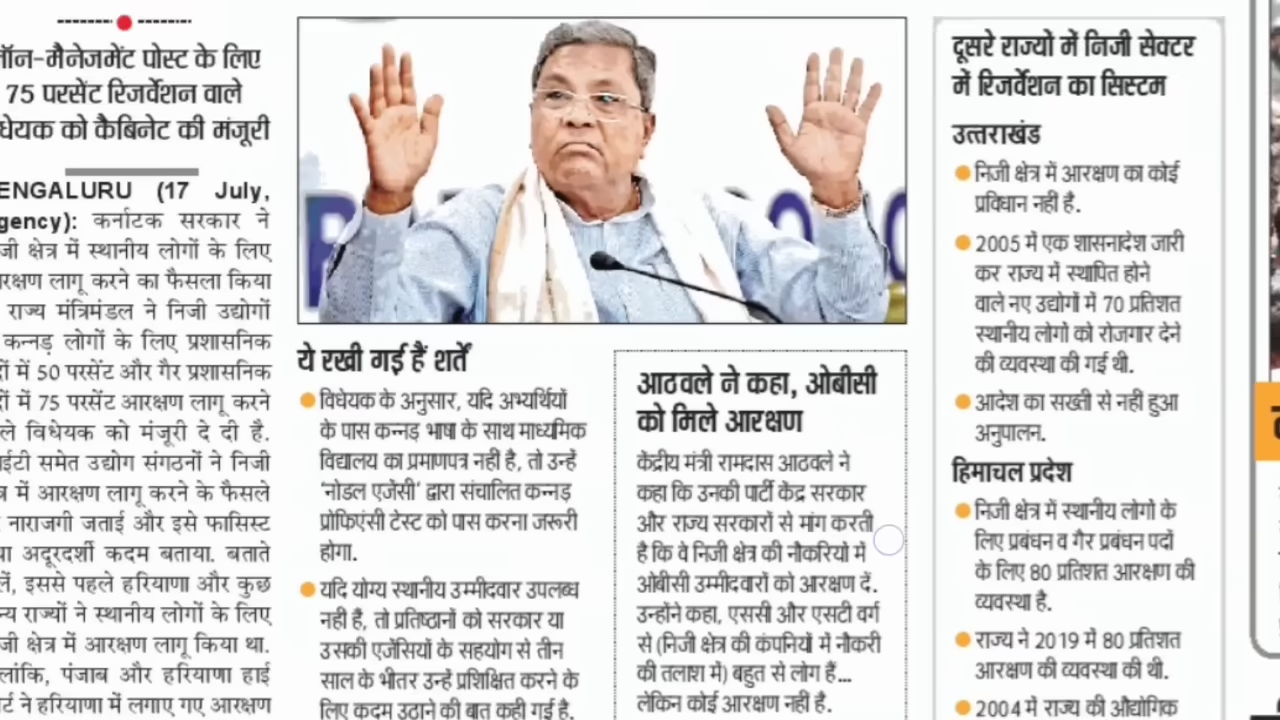 नॉन-मैनेजमेंट पोस्ट के लिए
75 परसेंट रिजर्वेशन वाले
विधेयक को कैबिनेट की मंजूरी
ENGALURU (17 July,
gency): कर्नाटक सरकार ने
जी क्षेत्र में स्थानीय लोगों के लिए
रक्षण लागू करने का फैसला किया
राज्य मंत्रिमंडल ने निजी उद्योगों
कन्नड़ लोगों के लिए प्रशासनिक
में 50 परसेंट और गैर प्रशासनिक
में 75 परसेंट आरक्षण लागू करने
ले विधेयक को मंजूरी दे दी है.
ईटी समेत उद्योग संगठनों ने निजी
में आरक्षण लागू करने के फैसले
नाराजगी जताई और इसे फासिस्ट
या अदूरदर्शी कदम बताया. बताते
लें, इससे पहले हरियाणा और कुछ
न्य राज्यों ने स्थानीय लोगों के लिए
जी क्षेत्र में आरक्षण लागू किया था.
लांकि, पंजाब और हरियाणा हाई
र्ट ने हरियाणा में लगाए गए आरक्षण
ये रखी गई हैं शर्तें
विधेयक के अनुसार, यदि अभ्यर्थियों
के पास कन्नड़ भाषा के साथ माध्यमिक
विद्यालय का प्रमाणपत्र नहीं है, तो उन्हें
'नोडल एजेंसी' द्वारा संचालित कन्नड़
प्रोफिएंसी टेस्ट को पास करना जरूरी
होगा.
यदि योग्य स्थानीय उम्मीदवार उपलब्ध
नहीं हैं, तो प्रतिष्ठानों को सरकार या
उसकी एजेंसियों के सहयोग से तीन
साल के भीतर उन्हें प्रशिक्षित करने के
लिए कदम उठाने की बात कही गई है.
आठवले ने कहा, ओबीसी
को मिले आरक्षण
केंद्रीय मंत्री रामदास आठवले ने
कहा कि उनकी पार्टी केंद्र सरकार
और राज्य सरकारों से मांग करती
है कि वे निजी क्षेत्र की नौकरियों में
ओबीसी उम्मीदवारों को आरक्षण दें.
उन्होंने कहा, एससी और एसटी वर्ग
से (निजी क्षेत्र की कंपनियों में नौकरी
की तलाश में) बहुत से लोग हैं...
लेकिन कोई आरक्षण नहीं है.
दूसरे राज्यों में निजी सेक्टर
में रिजर्वेशन का सिस्टम
उत्तराखंड
निजी क्षेत्र में आरक्षण का कोई
प्रविधान नहीं है.
2005 में एक शासनादेश जारी
कर राज्य में स्थापित होने
वाले नए उद्योगों में 70 प्रतिशत
स्थानीय लोगों को रोजगार देने
की व्यवस्था की गई थी.
आदेश का सख्ती से नहीं हुआ
अनुपालन.
हिमाचल प्रदेश
निजी क्षेत्र में स्थानीय लोगों के
लिए प्रबंधन व गैर प्रबंधन पदों
के लिए 80 प्रतिशत आरक्षण की
व्यवस्था है.
राज्य ने 2019 में 80 प्रतिशत
आरक्षण की व्यवस्था की थी.
2004 में राज्य की औद्योगिक